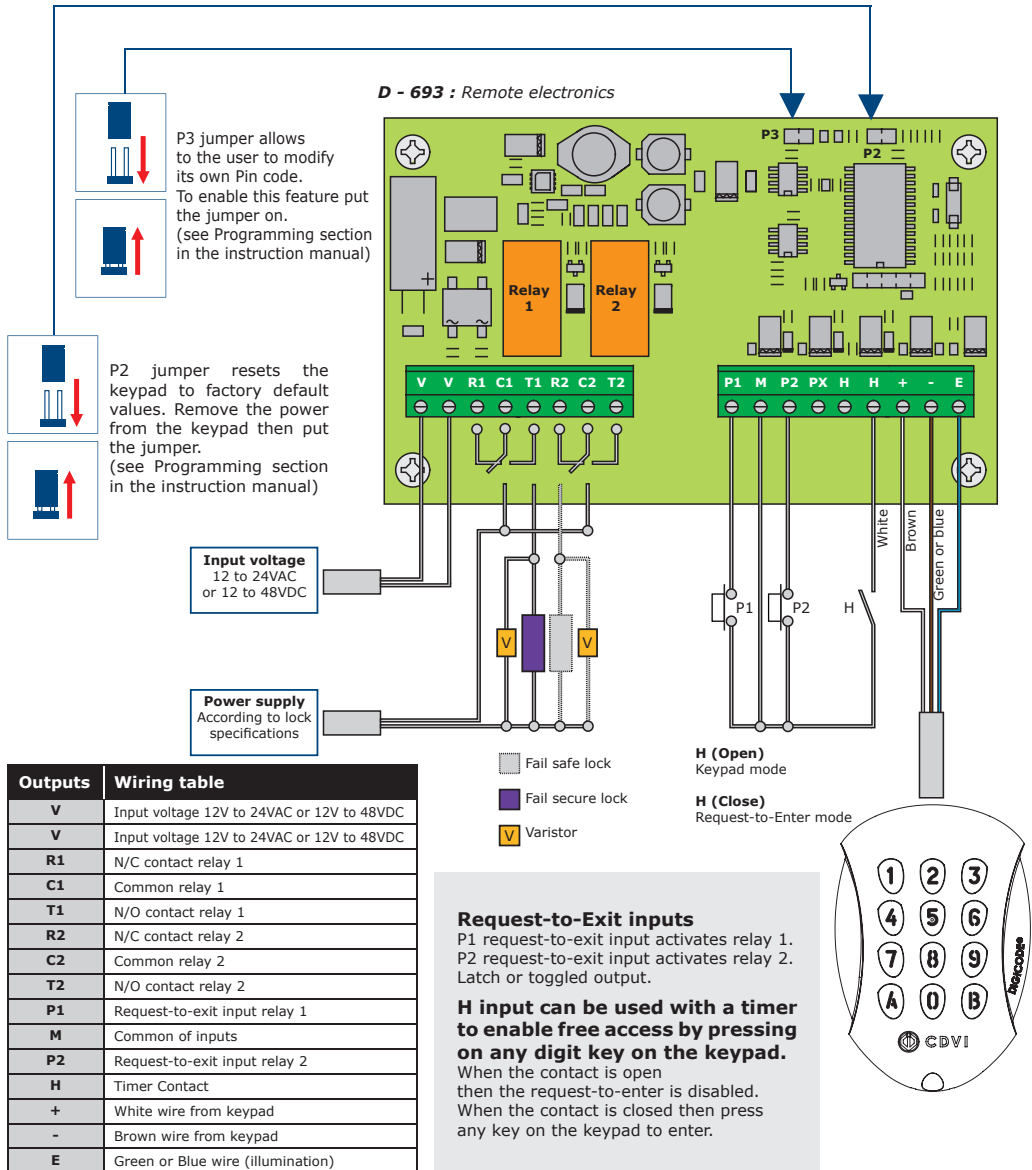 D - 693 : Remote electronics
P3 jumper allows
to the user to modify
its own Pin code.
To enable this feature put
the jumper on.
(see Programming section
in the instruction manual)
P2 jumper resets the
keypad to factory default
values. Remove the power
from the keypad then put
the jumper.
(see Programming section
in the instruction manual)
P3
P2
Relay
1
Relay
2
+
~ ~
V V R1 C1 T1 R2 C2 T2
P1 M P2 PX H H + - E
White
Brown
Green or blue
Input voltage
12 to 24VAC
or 12 to 48VDC
P1
P2
H
V
V
Power supply
According to lock
specifications
Fail safe lock
Fail secure lock
V Varistor
H (Open)
Keypad mode
H (Close)
Request-to-Enter mode
Outputs Wiring table
V Input voltage 12V to 24VAC or 12V to 48VDC
V Input voltage 12V to 24VAC or 12V to 48VDC
R1 N/C contact relay 1
C1 Common relay 1
T1 N/O contact relay 1
R2 N/C contact relay 2
C2 Common relay 2
T2 N/O contact relay 2
P1 Request-to-exit input relay 1
M Common of inputs
P2 Request-to-exit input relay 2
H Timer Contact
+ White wire from keypad
- Brown wire from keypad
E Green or Blue wire (illumination)
Request-to-Exit inputs
P1 request-to-exit input activates relay 1.
P2 request-to-exit input activates relay 2.
Latch or toggled output.
H input can be used with a timer
to enable free access by pressing
on any digit key on the keypad.
When the contact is open
then the request-to-enter is disabled.
When the contact is closed then press
any key on the keypad to enter.
1 2 3
4 5 6
7 8 9
A 0 B
DIGICODE®
CDVI